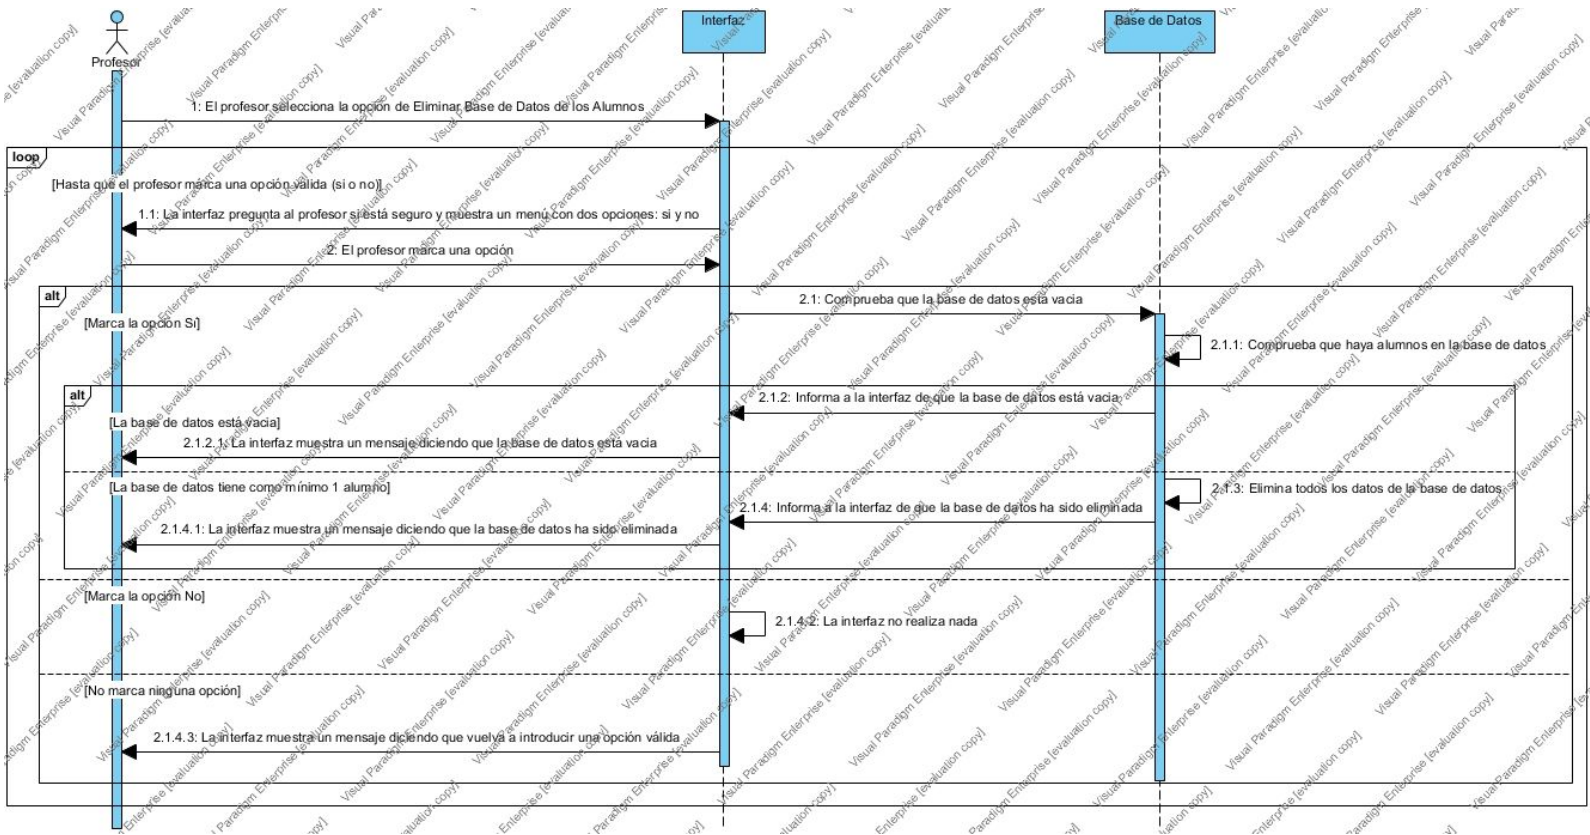 Interfaz
Base de Datos
Profesor
1: El profesor selecciona la opción de Eliminar Base de Datos de los Alumnos
loop
[Hasta que el profesor marca una opción válida (si o no)]
1.1: La interfaz pregunta al profesor si está seguro y muestra un menú con dos opciones: si y no
2: El profesor marca una opción
alt
2.1: Comprueba que la base de datos está vacia
[Marca la opción Si]
2.1.1: Comprueba que haya alumnos en la base de datos
alt
2.1.2: Informa a la interfaz de que la base de datos está vacia
[La base de datos está vacia]
2.1.2.1: La interfaz muestra un mensaje diciendo que la base de datos está vacia
[La base de datos tiene como mínimo 1 alumno]
2.1.3: Elimina todos los datos de la base de datos
2.1.4: Informa a la interfaz de que la base de datos ha sido eliminada
2.1.4.1: La interfaz muestra un mensaje diciendo que la base de datos ha sido eliminada
[Marca la opción No]
2.1.4.2: La interfaz no realiza nada
[No marca ninguna opción]
2.1.4.3: La interfaz muestra un mensaje diciendo que vuelva a introducir una opción válida
Visual Paradigm Enterprise [evaluation copy]